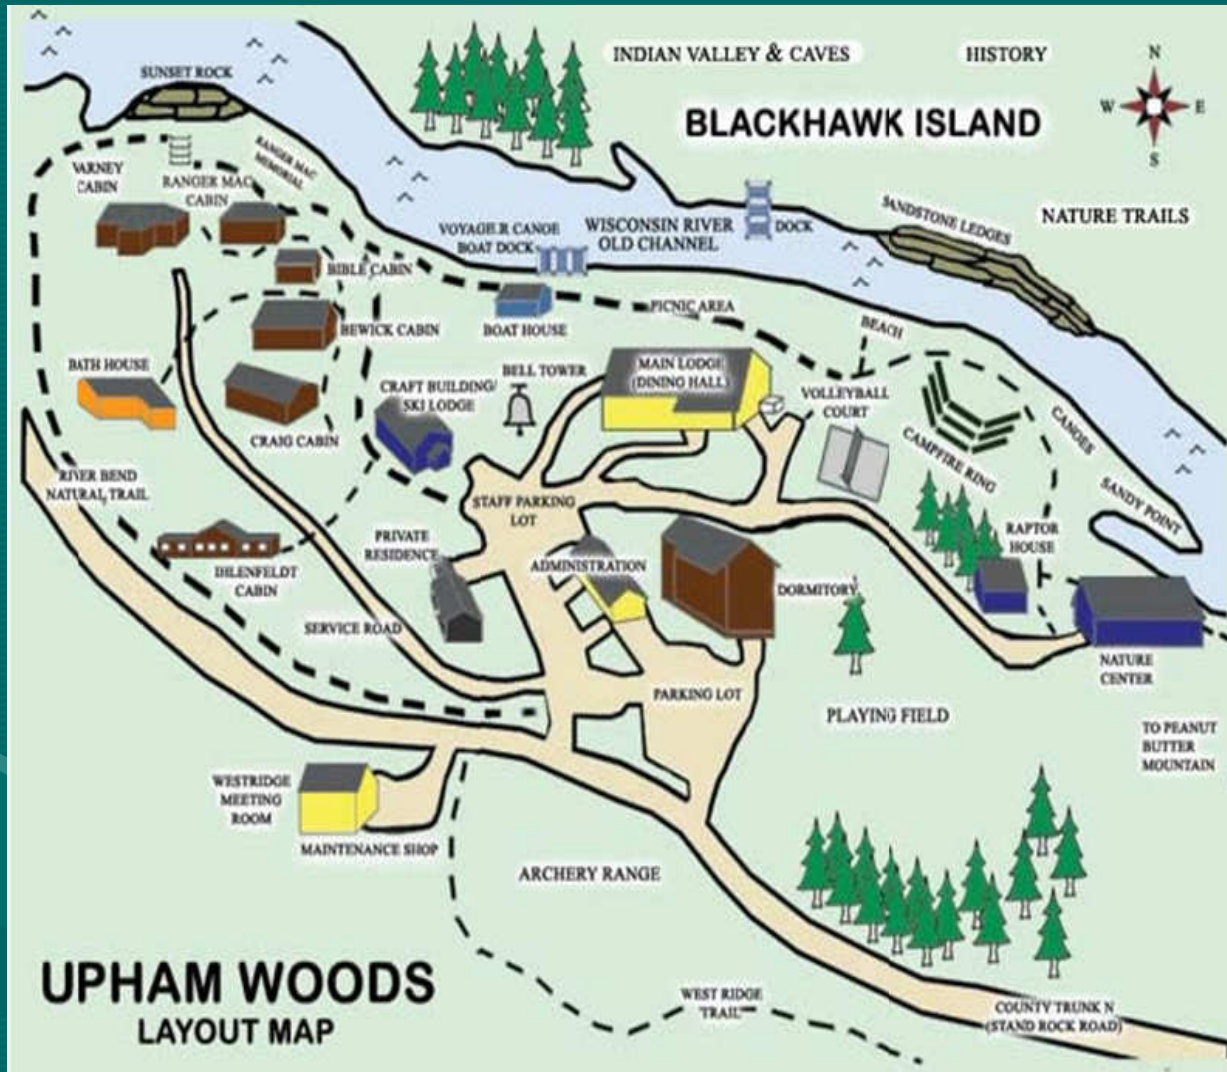 INDIAN VALLEY & CAVES
HISTORY
N
W
E
S
BLACKHAWK ISLAND
SUNSET ROCK
RANGER MAC
MEMORIAL
VARNEY
CABIN
RANGER MAC
CABIN
VOYAGER CANOE
BOAT DOCK
WISCONSIN RIVER
OLD CHANNEL
DOCK
SANDSTONE LEDGES
NATURE TRAILS
BIBLE CABIN
BEWICK CABIN
BOAT HOUSE
PICNIC AREA
BEACH
BATH HOUSE
CRAFT BUILDING/
SKI LODGE
BELL TOWER
MAIN LODGE
(DINING HALL)
VOLLEYBALL
COURT
CAMPFIRE RING
CANOES
SANDY POINT
CRAIG CABIN
RIVER BEND
NATURAL TRAIL
STAFF PARKING
LOT
PRIVATE
RESIDENCE
ADMINISTRATION
RAPTOR
HOUSE
IHLENFELDT
CABIN
DORMITORY
SERVICE ROAD
PARKING LOT
NATURE
CENTER
PLAYING FIELD
TO PEANUT
BUTTER
MOUNTAIN
WESTRIDGE
MEETING
ROOM
MAINTENANCE SHOP
ARCHERY RANGE
UPHAM WOODS
LAYOUT MAP
WEST RIDGE
TRAIL
COUNTY TRUNK N
(STAND ROCK ROAD)